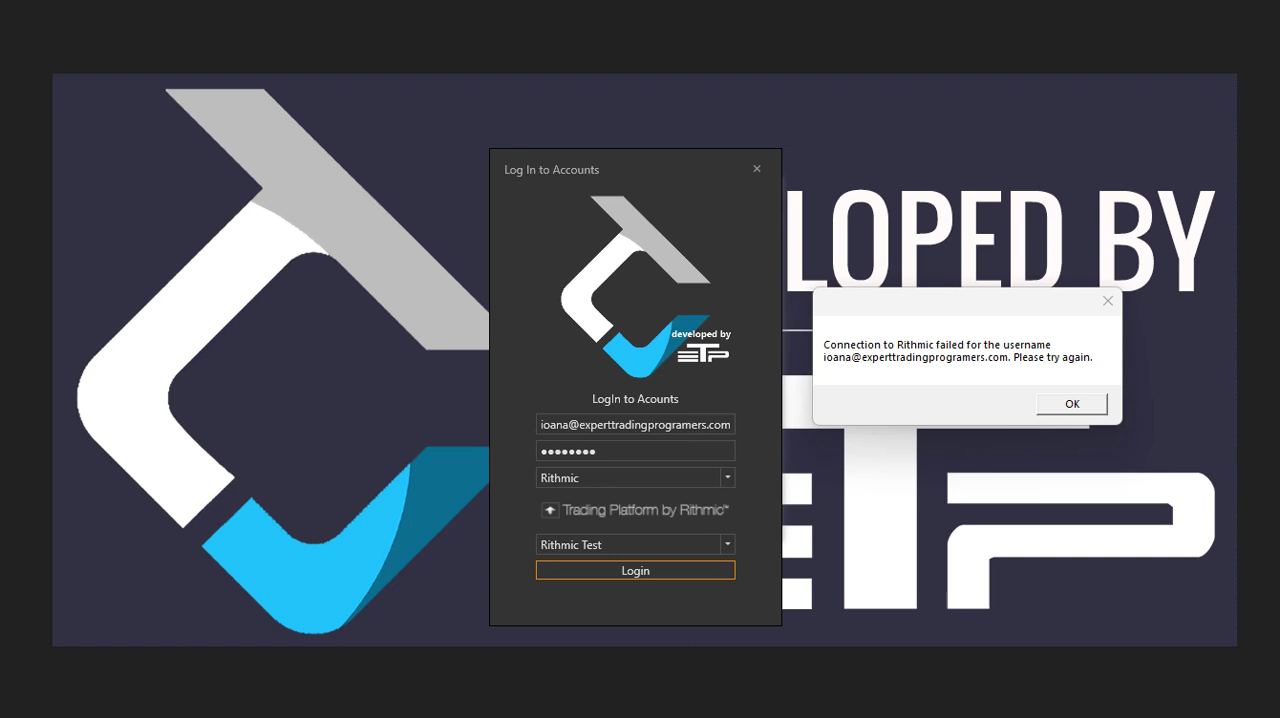 LOPED BY
ETP
Log In to Accounts
developed by
ETP
LogIn to Acounts
ioana@experttradingprogramers.com
Rithmic
Trading Platform by Rithmic™
Rithmic Test
Login
Connection to Rithmic failed for the username
ioana@experttradingprogramers.com. Please try again.
OK